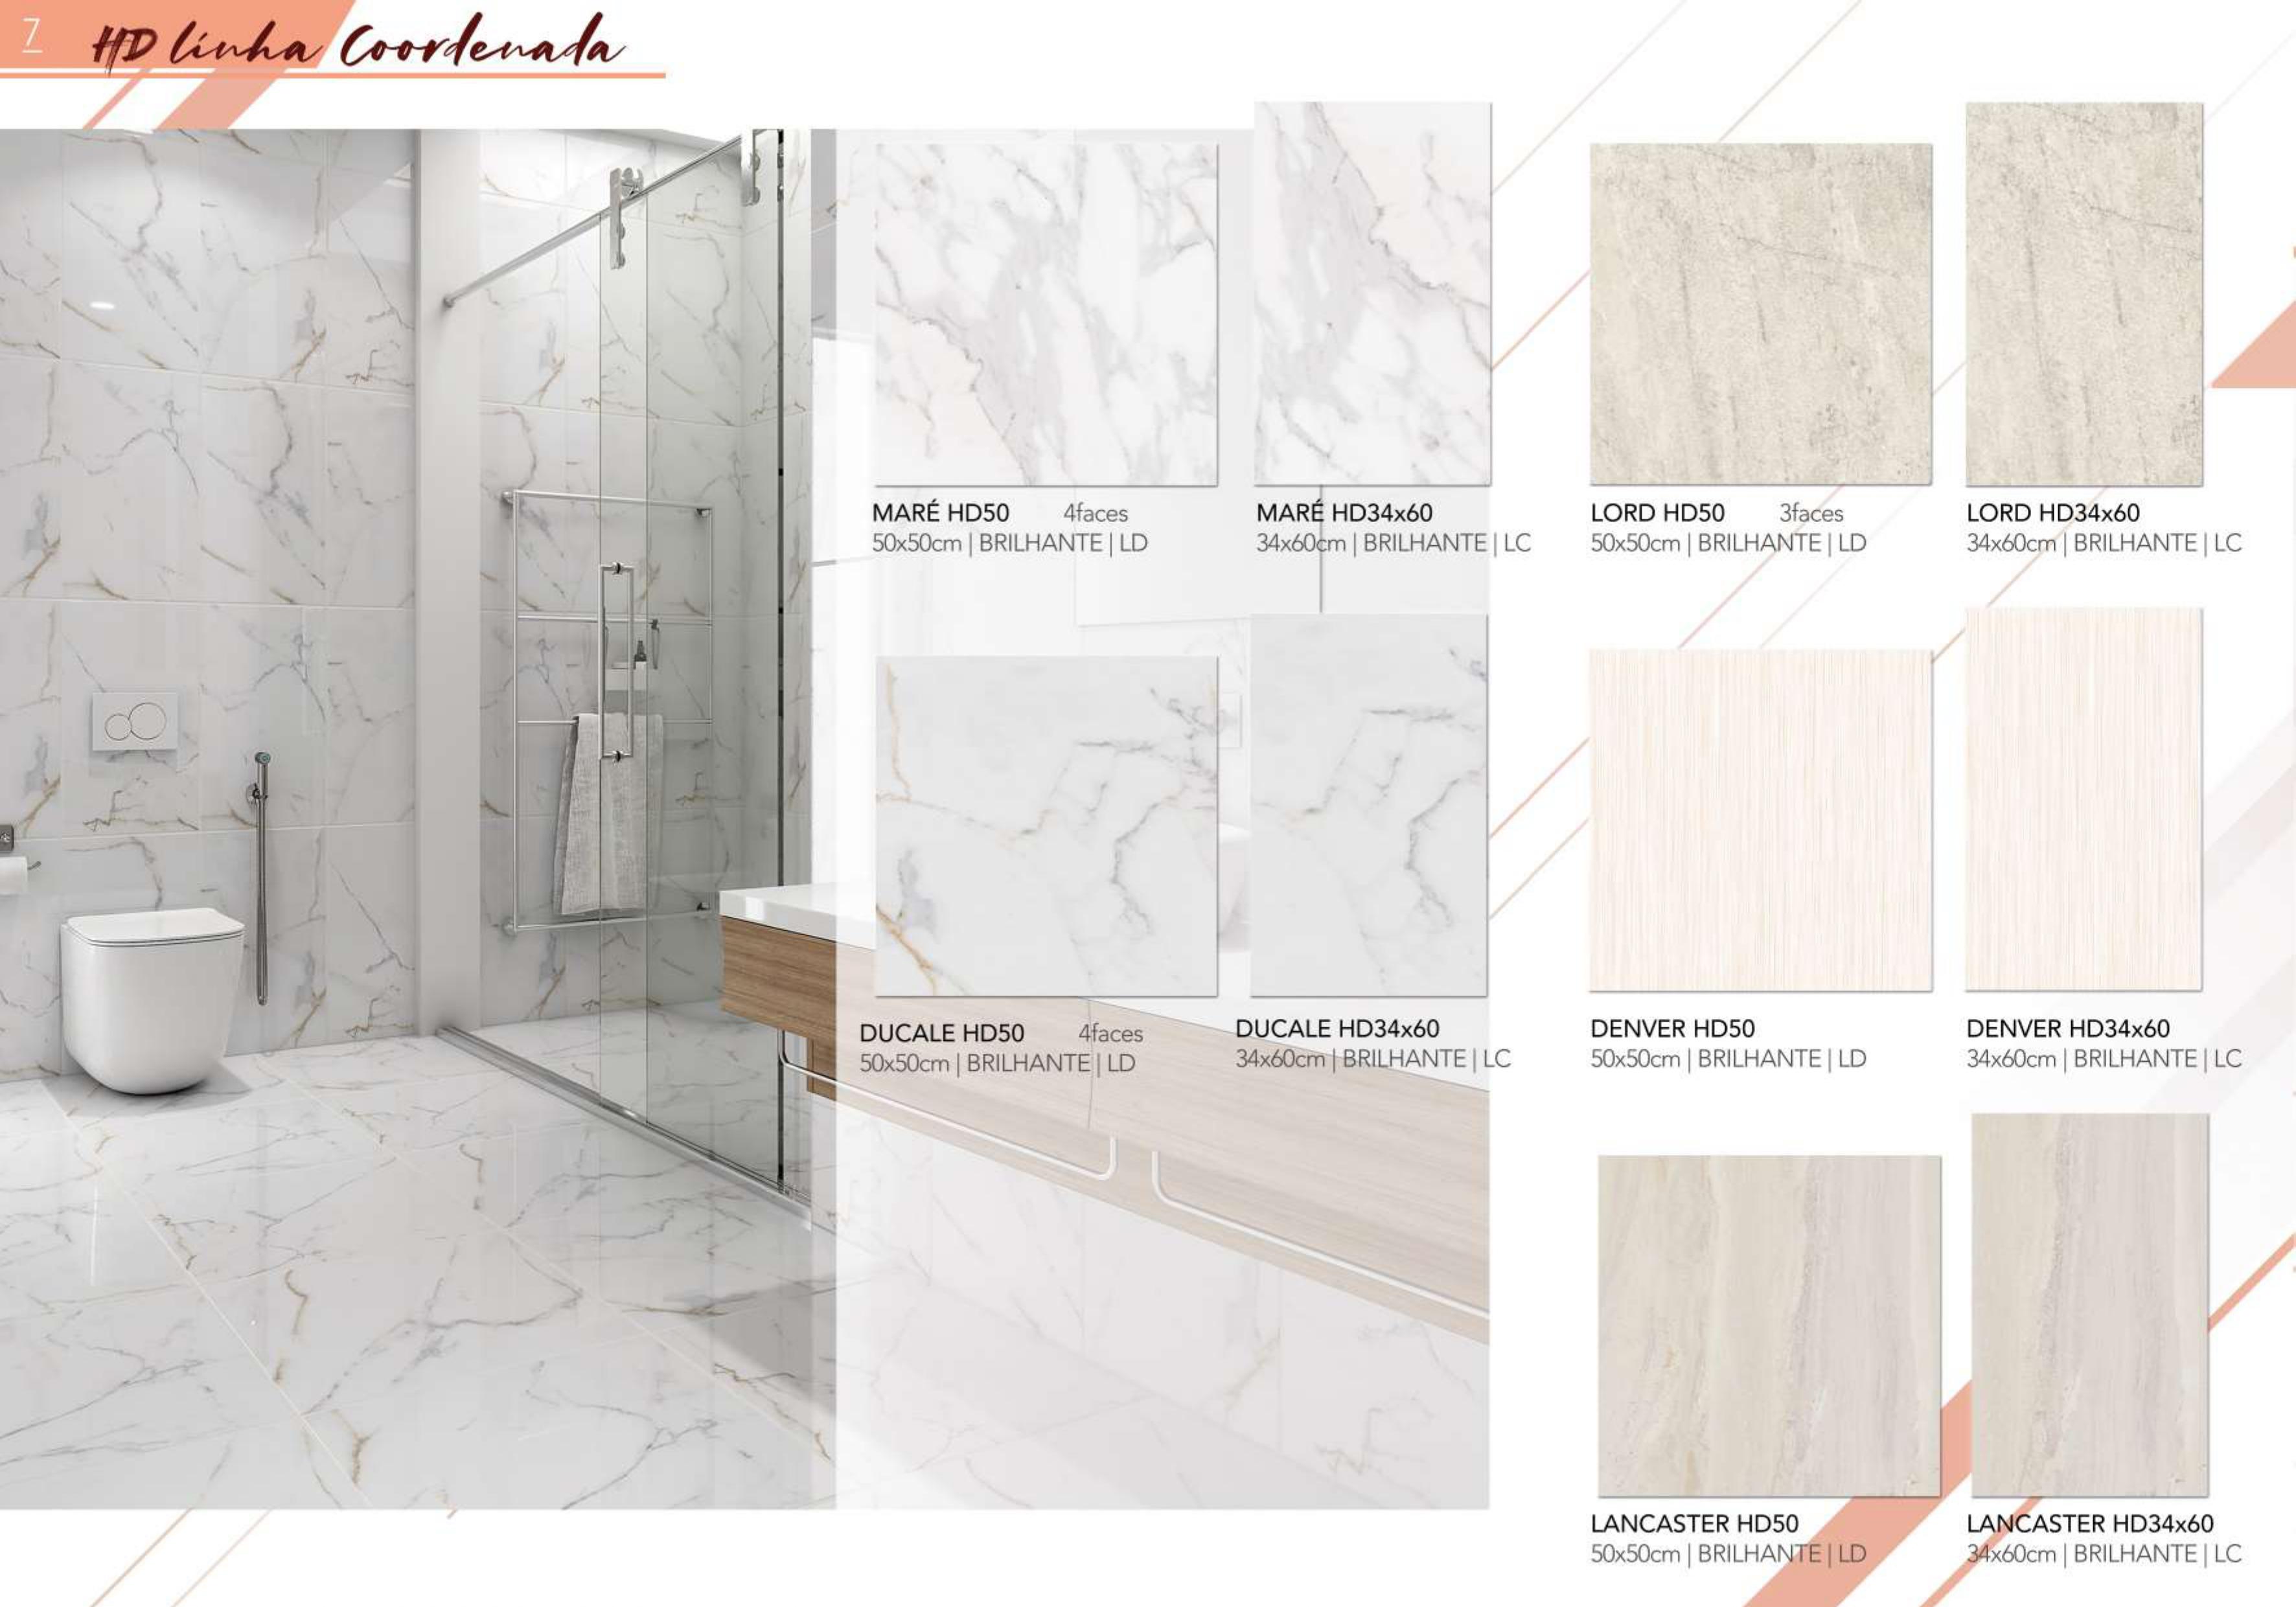 7
HD linha Coordenada
MARÉ HD50 4faces
50x50cm | BRILHANTE | LD
MARÉ HD34x60
34x60cm | BRILHANTE | LC
LORD HD50 3faces
50x50cm | BRILHANTE | LD
LORD HD34x60
34x60cm | BRILHANTE | LC
DUCALE HD50 4faces
50x50cm | BRILHANTE | LD
DUCALE HD34x60
34x60cm | BRILHANTE | LC
DENVER HD50
50x50cm | BRILHANTE | LD
DENVER HD34x60
34x60cm | BRILHANTE | LC
LANCASTER HD50
50x50cm | BRILHANTE | LD
LANCASTER HD34x60
34x60cm | BRILHANTE | LC